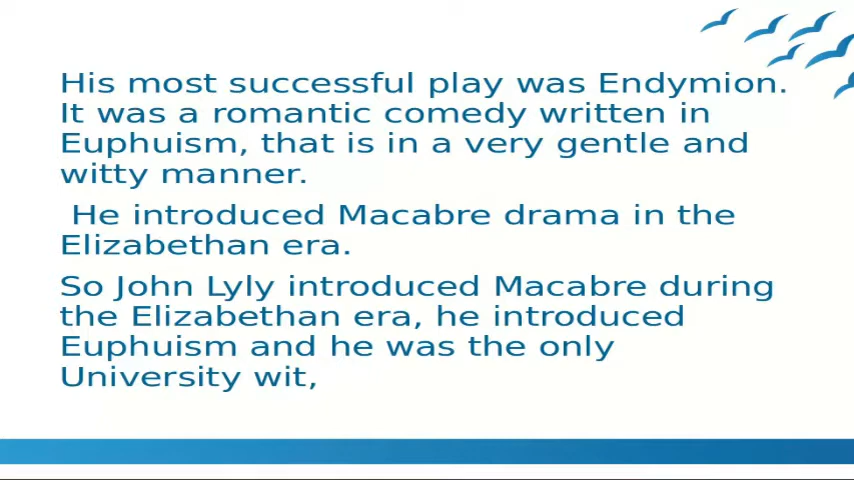 His most successful play was Endymion.
It was a romantic comedy written in
Euphuism, that is in a very gentle and
witty manner.
He introduced Macabre drama in the
Elizabethan era.
So John Lyly introduced Macabre during
the Elizabethan era, he introduced
Euphuism and he was the only
University wit,